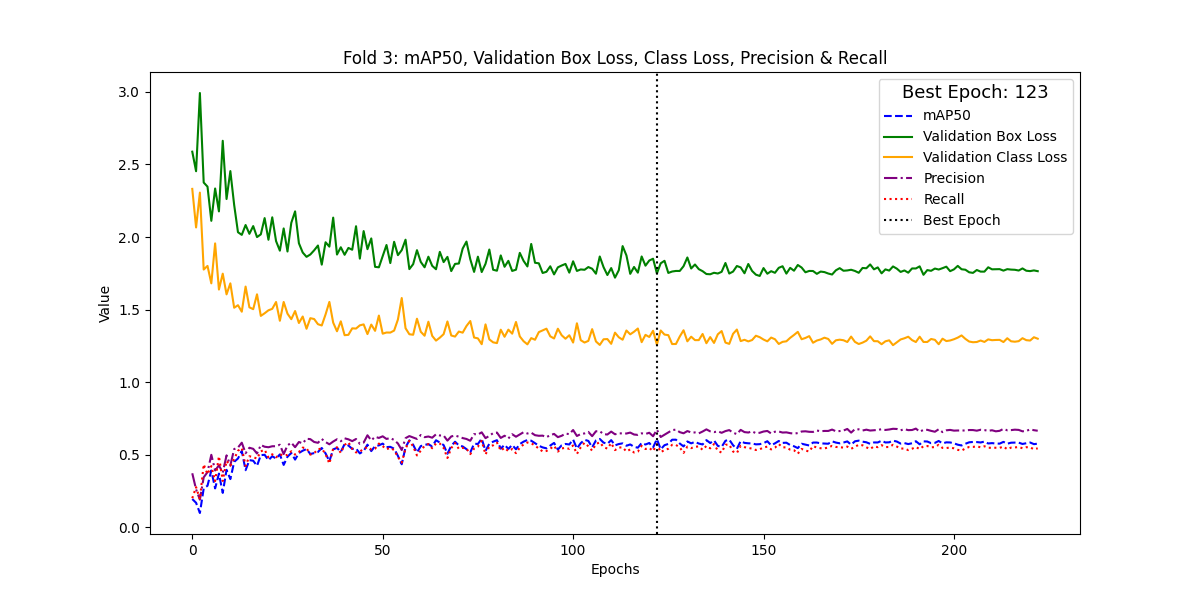 Fold 3: mAP50, Validation Box Loss, Class Loss, Precision & Recall
3.0
2.5
2.0
1.5
1.0
0.5
0.0
Value
0
50
100
150
200
Epochs
Best Epoch: 123
mAP50
Validation Box Loss
Validation Class Loss
Precision
Recall
Best Epoch